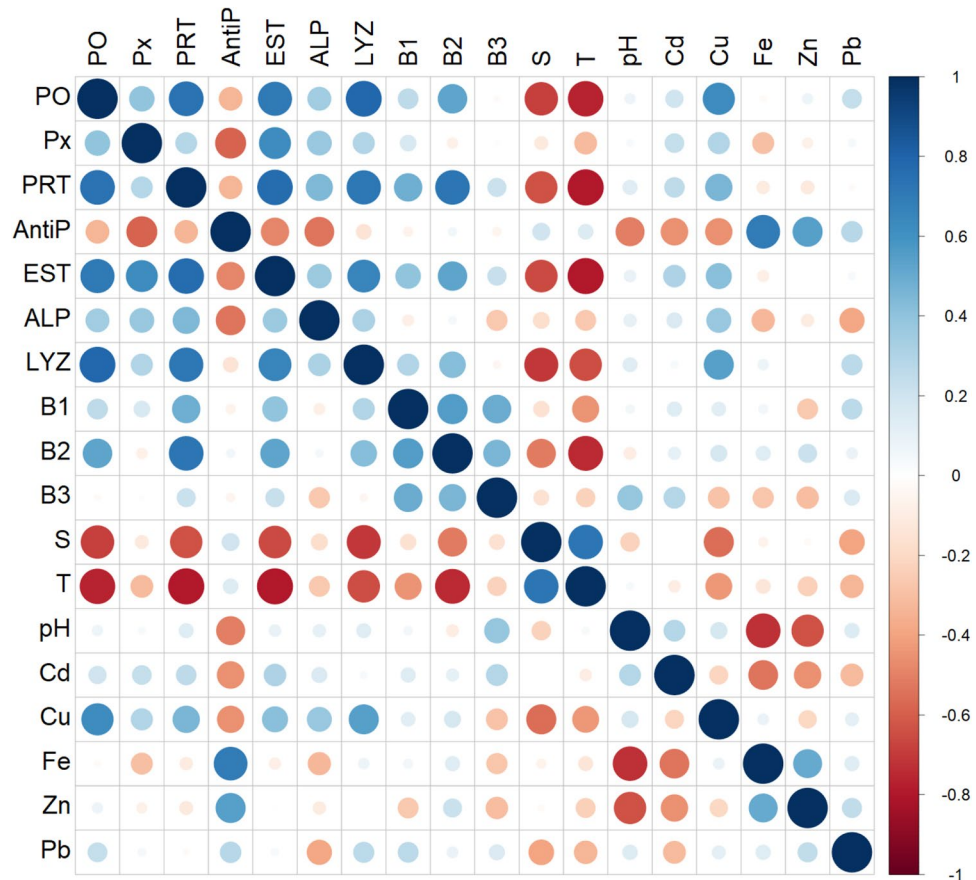 PO Px PRT AntiP EST ALP LYZ B1 B2 B3 S T pH Cd Cu Fe Zn Pb
PO
Px
PRT
AntiP
EST
ALP
LYZ
B1
B2
B3
S
T
pH
Cd
Cu
Fe
Zn
Pb
1
0.8
0.6
0.4
0.2
0
-0.2
-0.4
-0.6
-0.8
-1